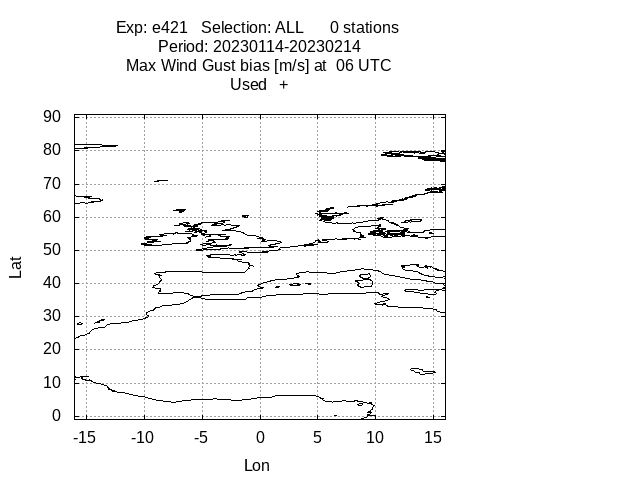 Exp: e421   Selection: ALL      0 stations
Period: 20230114-20230214
Max Wind Gust bias [m/s] at  06 UTC
Used   +
90
80
70
60
50
40
30
20
10
0
Lat
-15 -10 -5 0 5 10 15
Lon